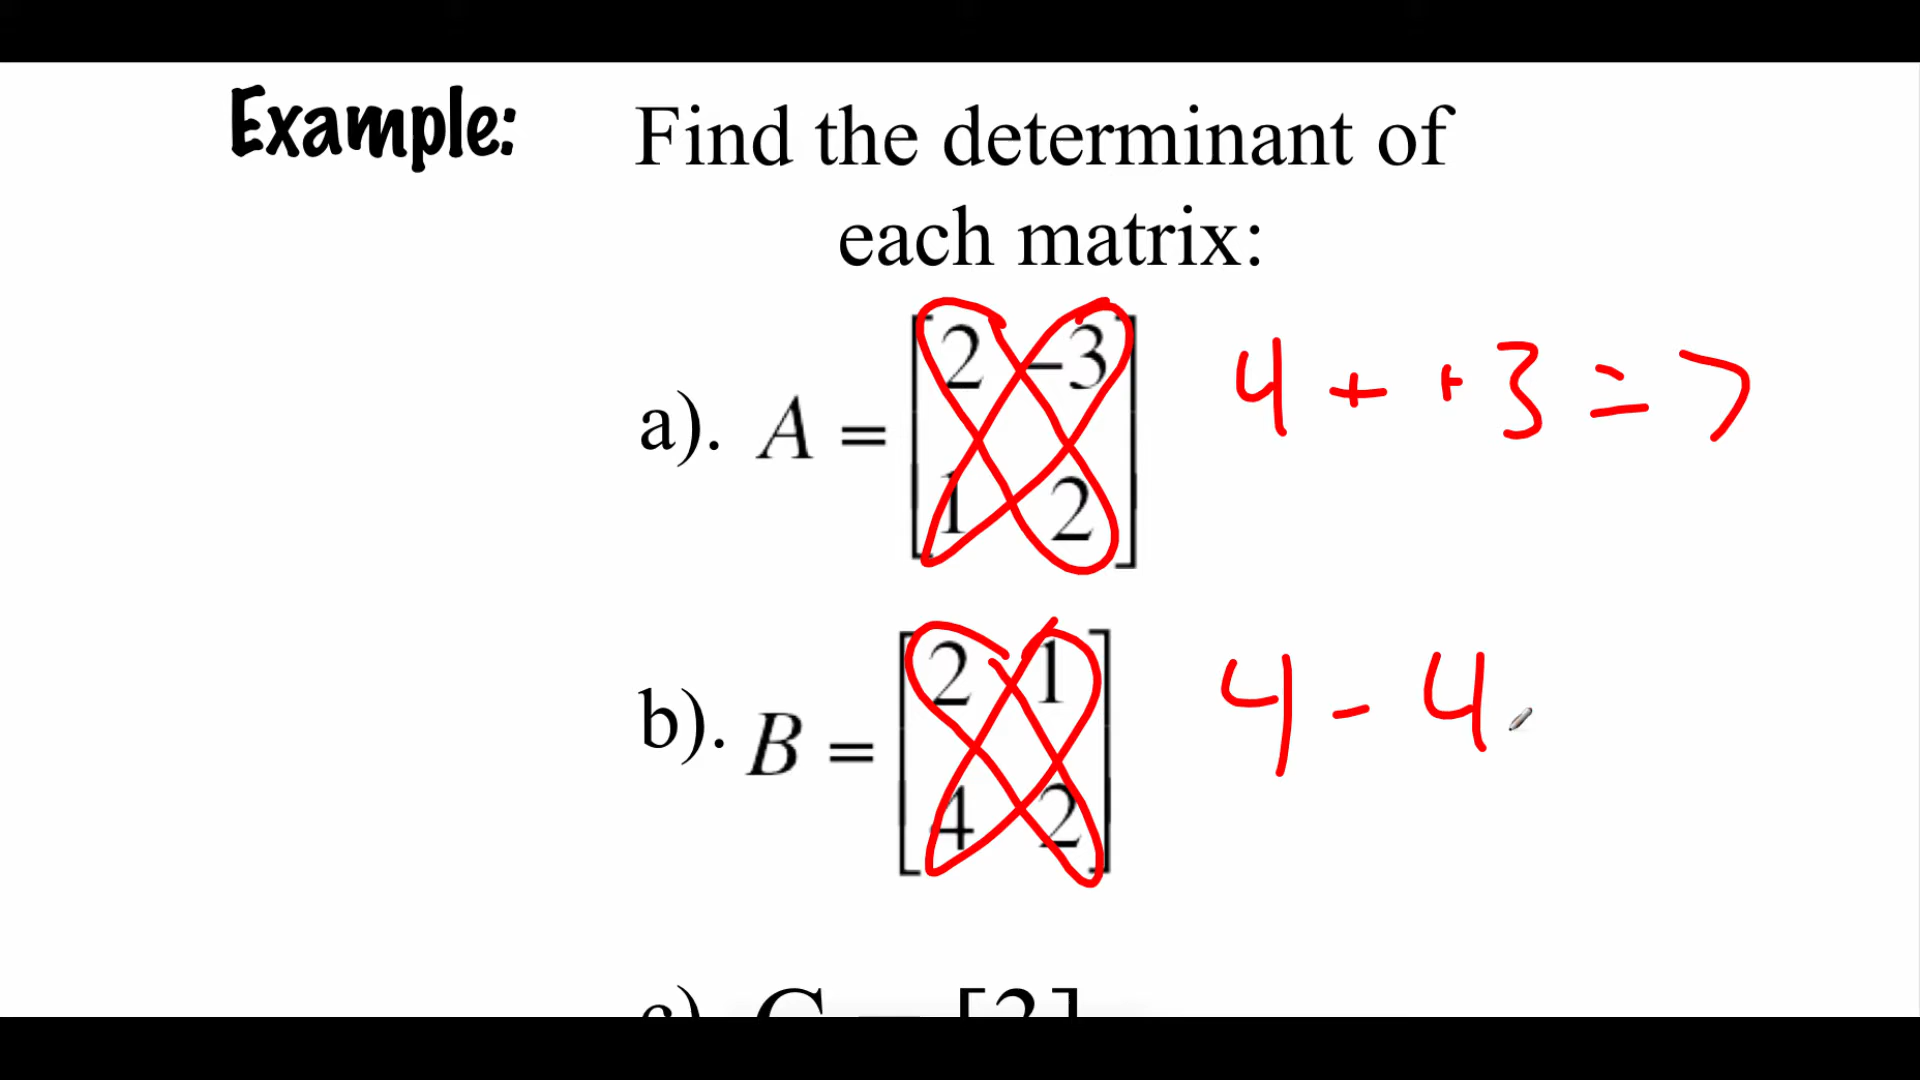 Example: Find the determinant of
each matrix:
a). A = [2 -3
1 2] 4 + +3 = 7
b). B = [2 1
4 2] 4 - 4
c) C = [3]